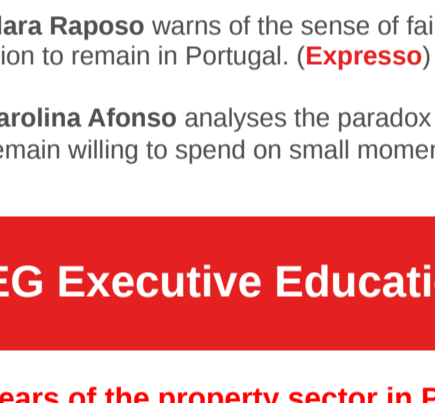 lara Raposo warns of the sense of fai
ion to remain in Portugal. (Expresso)
arolina Afonso analyses the paradox
emain willing to spend on small momen
EG Executive Educati
ears of the property sector in P